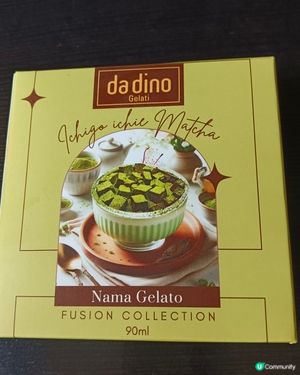 da dino
Gelati
Ichigo ichie Matcha
Nama Gelato
FUSION COLLECTION
90ml
U Community